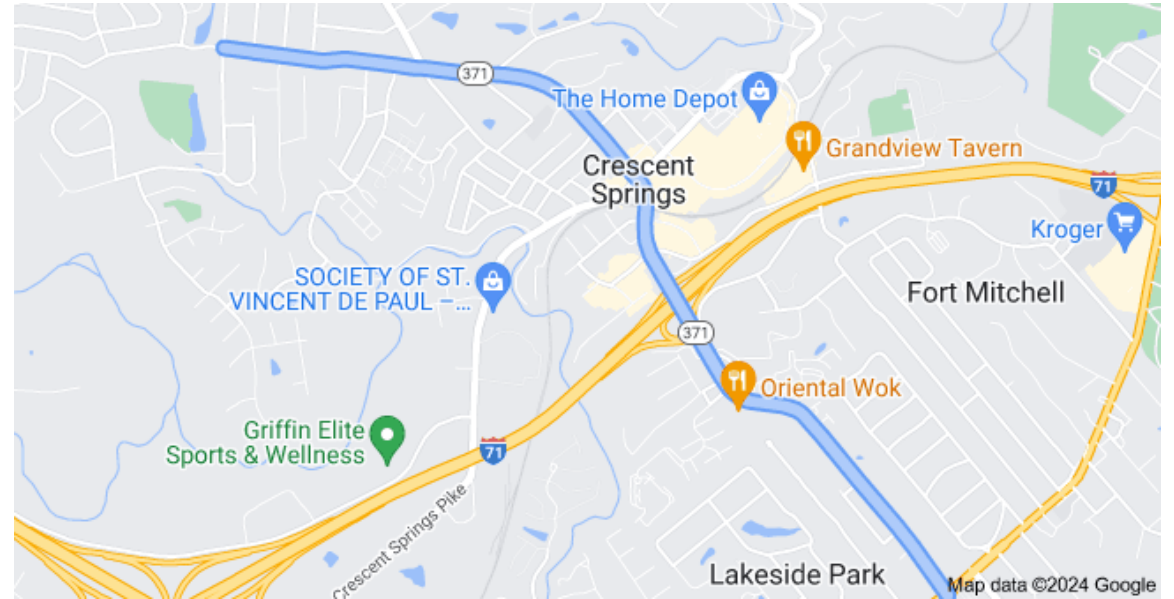 371
The Home Depot
Grandview Tavern
Crescent
Springs
71
Kroger
SOCIETY OF ST.
VINCENT DE PAUL –...
Fort Mitchell
371
Oriental Wok
Griffin Elite
Sports & Wellness
71
Crescent Springs Pike
Lakeside Park
Map data ©2024 Google